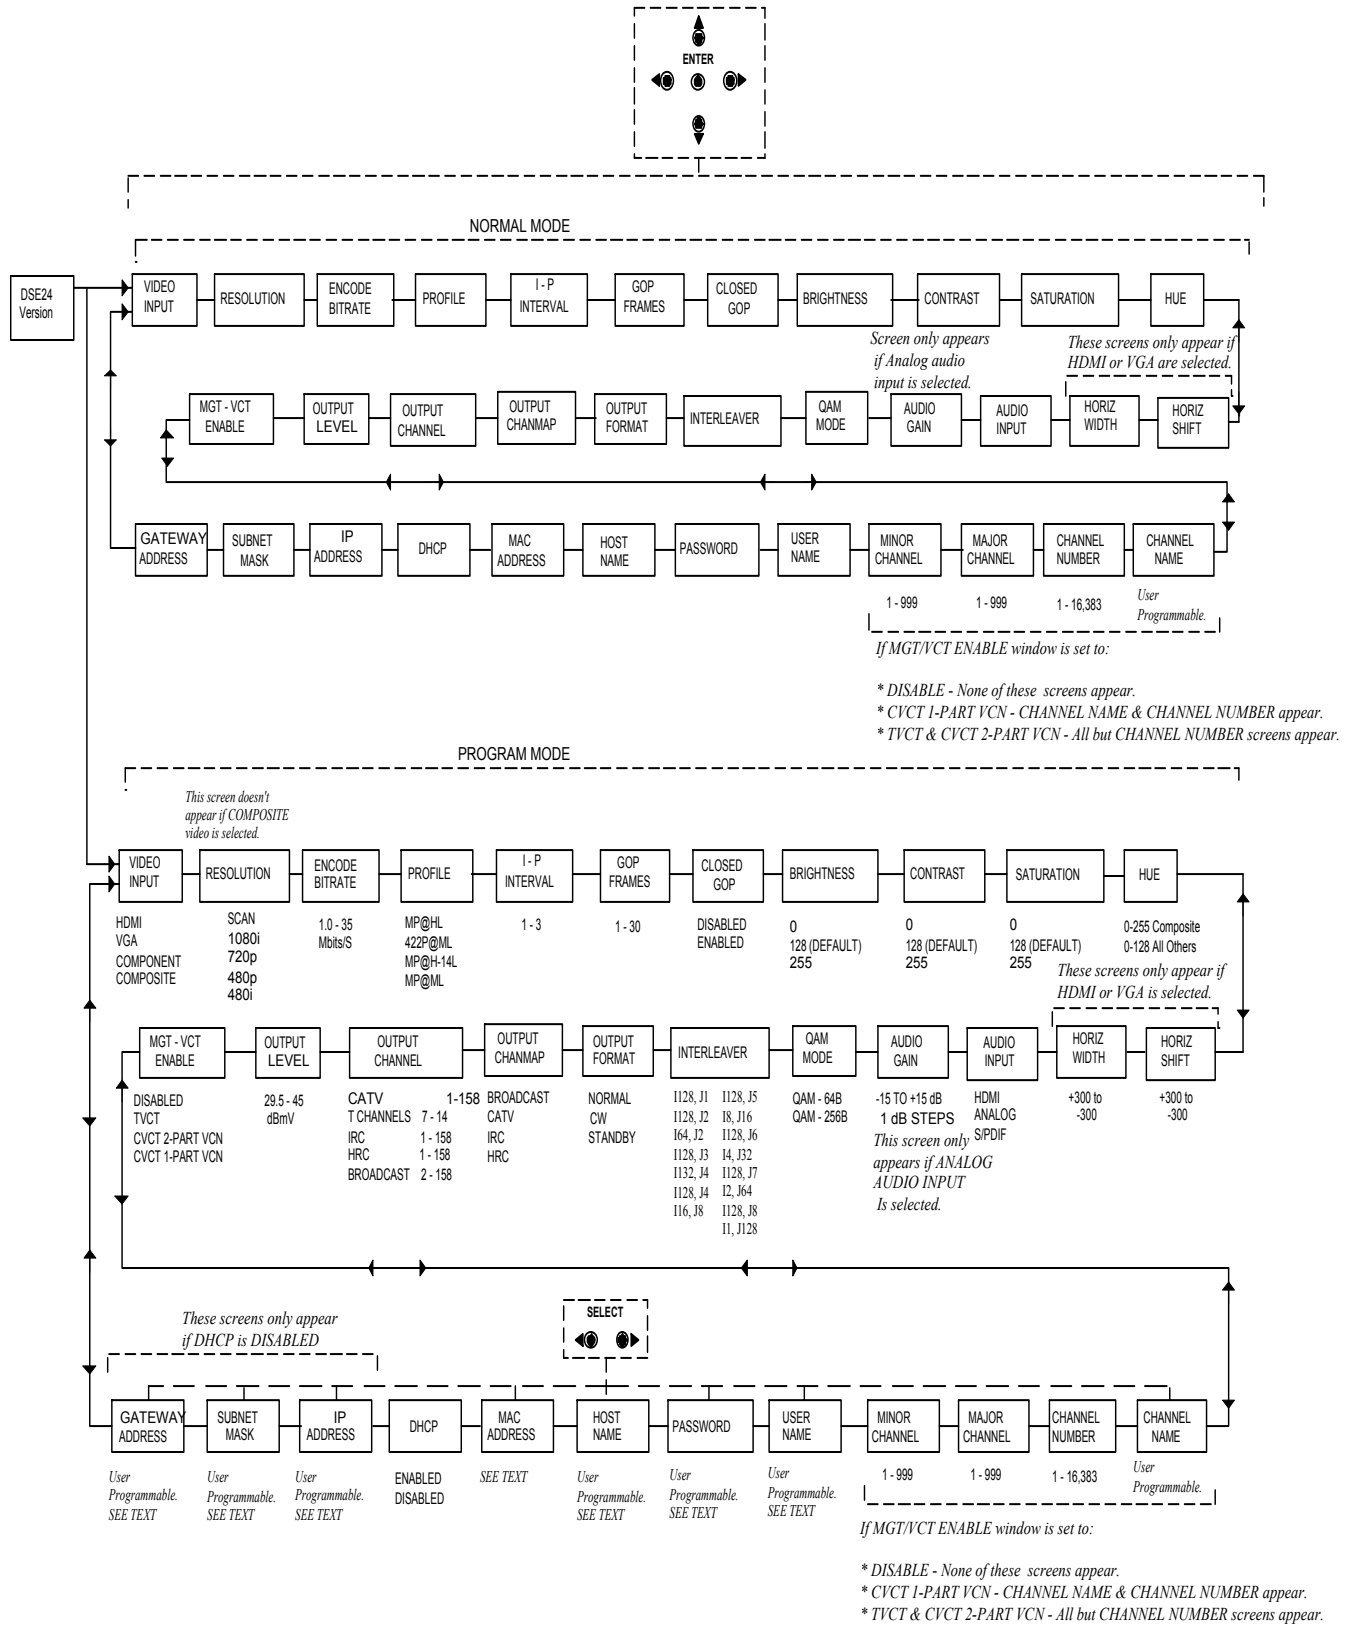 ENTER
NORMAL MODE
DSE24
Version
VIDEO
INPUT
RESOLUTION
ENCODE
BITRATE
PROFILE
I - P
INTERVAL
GOP
FRAMES
CLOSED
GOP
BRIGHTNESS
CONTRAST
SATURATION
HUE
Screen only appears
if Analog audio
input is selected.
These screens only appear if
HDMI or VGA are selected.
MGT - VCT
ENABLE
OUTPUT
LEVEL
OUTPUT
CHANNEL
OUTPUT
CHANMAP
OUTPUT
FORMAT
INTERLEAVER
QAM
MODE
AUDIO
GAIN
AUDIO
INPUT
HORIZ
WIDTH
HORIZ
SHIFT
GATEWAY
ADDRESS
SUBNET
MASK
IP
ADDRESS
DHCP
MAC
ADDRESS
HOST
NAME
PASSWORD
USER
NAME
MINOR
CHANNEL
MAJOR
CHANNEL
CHANNEL
NUMBER
CHANNEL
NAME
1 - 999
1 - 999
1 - 16,383
User
Programmable.
If MGT/VCT ENABLE window is set to:
* DISABLE - None of these screens appear.
* CVCT 1-PART VCN - CHANNEL NAME & CHANNEL NUMBER appear.
* TVCT & CVCT 2-PART VCN - All but CHANNEL NUMBER screens appear.
PROGRAM MODE
This screen doesn't
appear if COMPOSITE
video is selected.
VIDEO
INPUT
RESOLUTION
ENCODE
BITRATE
PROFILE
I - P
INTERVAL
GOP
FRAMES
CLOSED
GOP
BRIGHTNESS
CONTRAST
SATURATION
HUE
HDMI
VGA
COMPONENT
COMPOSITE
SCAN
1080i
720p
480p
480i
1.0 - 35
Mbits/S
MP@HL
422P@ML
MP@H-14L
MP@ML
1 - 3
1 - 30
DISABLED
ENABLED
0
128 (DEFAULT)
255
0
128 (DEFAULT)
255
0
128 (DEFAULT)
255
0-255 Composite
0-128 All Others
These screens only appear if
HDMI or VGA is selected.
MGT - VCT
ENABLE
OUTPUT
LEVEL
OUTPUT
CHANNEL
OUTPUT
CHANMAP
OUTPUT
FORMAT
INTERLEAVER
QAM
MODE
AUDIO
GAIN
AUDIO
INPUT
HORIZ
WIDTH
HORIZ
SHIFT
DISABLED
TVCT
CVCT 2-PART VCN
CVCT 1-PART VCN
29.5 - 45
dBmV
CATV 1-158
T CHANNELS 7 - 14
IRC 1 - 158
HRC 1 - 158
BROADCAST 2 - 158
BROADCAST
CATV
IRC
HRC
NORMAL
CW
STANDBY
I128, J1 I128, J5
I128, J2 I8, J16
I64, J2 I128, J6
I128, J3 I4, J32
I132, J4 I128, J7
I128, J4 I2, J64
I16, J8 I128, J8
I1, J128
QAM - 64B
QAM - 256B
-15 TO +15 dB
1 dB STEPS
This screen only
appears if ANALOG
AUDIO INPUT
Is selected.
HDMI
ANALOG
S/PDIF
+300 to
-300
+300 to
-300
These screens only appear
if DHCP is DISABLED
SELECT
GATEWAY
ADDRESS
SUBNET
MASK
IP
ADDRESS
DHCP
MAC
ADDRESS
HOST
NAME
PASSWORD
USER
NAME
MINOR
CHANNEL
MAJOR
CHANNEL
CHANNEL
NUMBER
CHANNEL
NAME
User
Programmable.
SEE TEXT
User
Programmable.
SEE TEXT
User
Programmable.
SEE TEXT
ENABLED
DISABLED
SEE TEXT
User
Programmable.
SEE TEXT
User
Programmable.
SEE TEXT
User
Programmable.
SEE TEXT
1 - 999
1 - 999
1 - 16,383
User
Programmable.
If MGT/VCT ENABLE window is set to:
* DISABLE - None of these screens appear.
* CVCT 1-PART VCN - CHANNEL NAME & CHANNEL NUMBER appear.
* TVCT & CVCT 2-PART VCN - All but CHANNEL NUMBER screens appear.